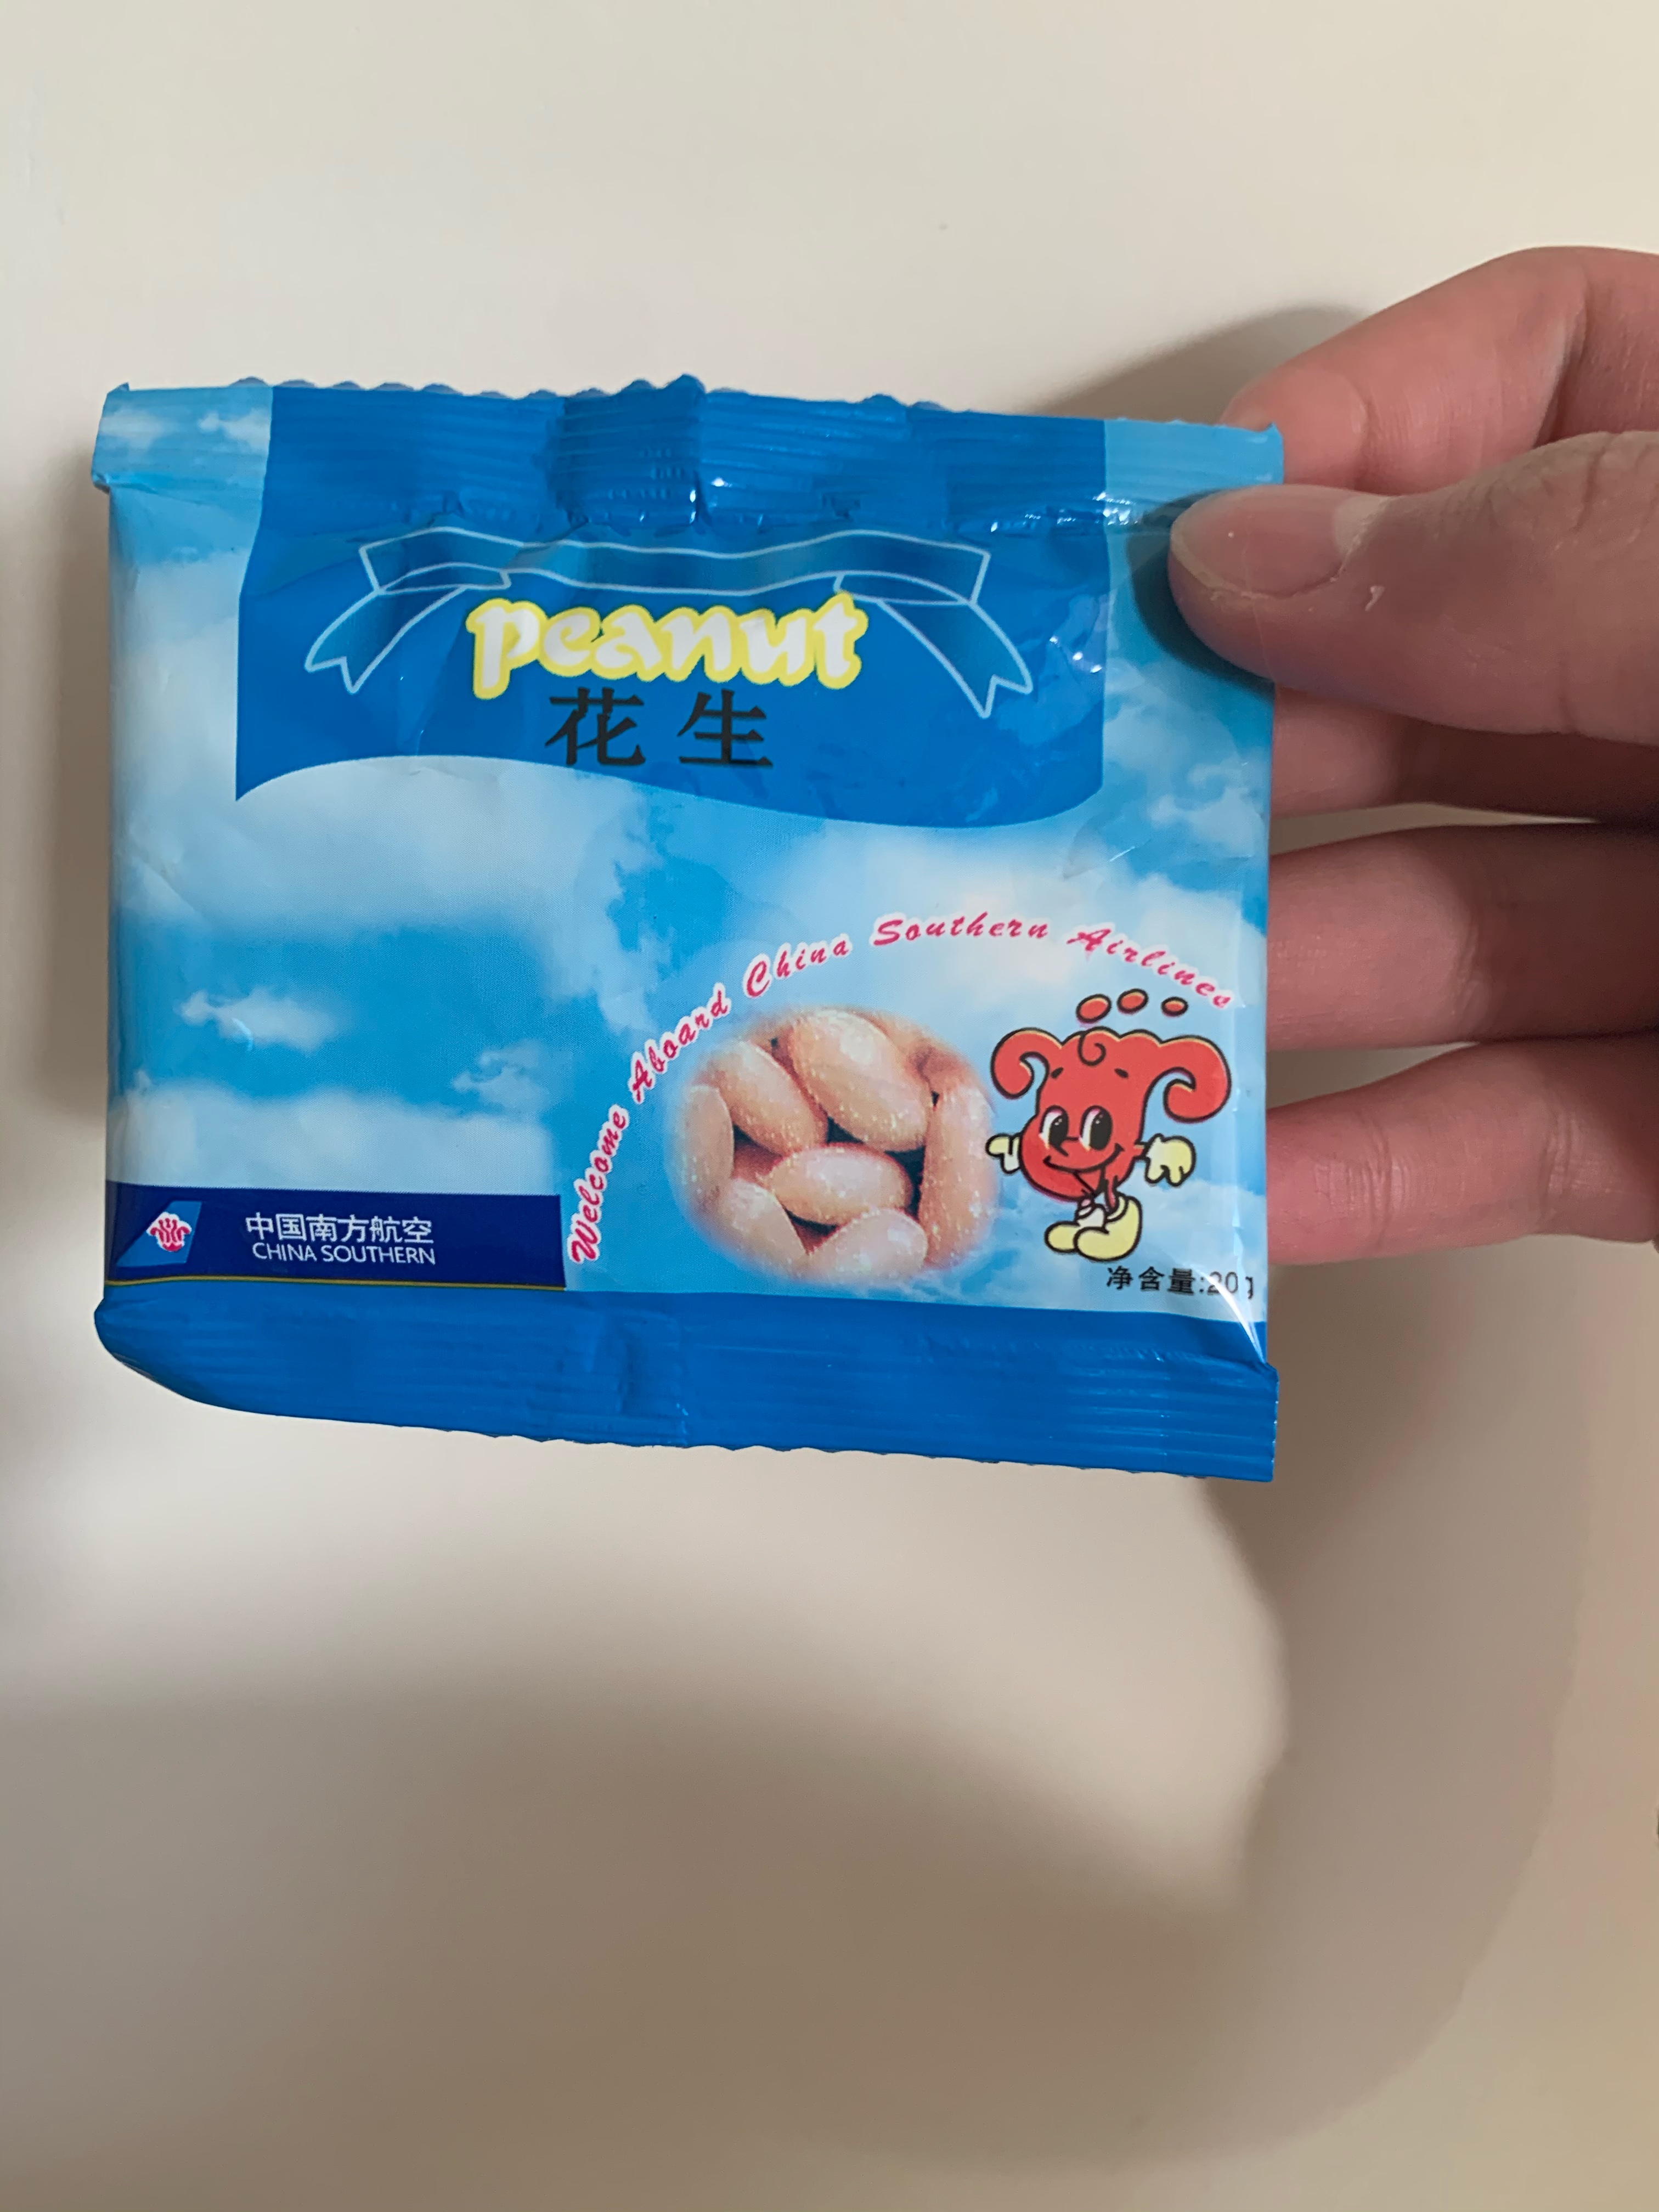 peanut
花生
Welcome Aboard China Southern Airlines
中国南方航空
CHINA SOUTHERN
净含量:20g